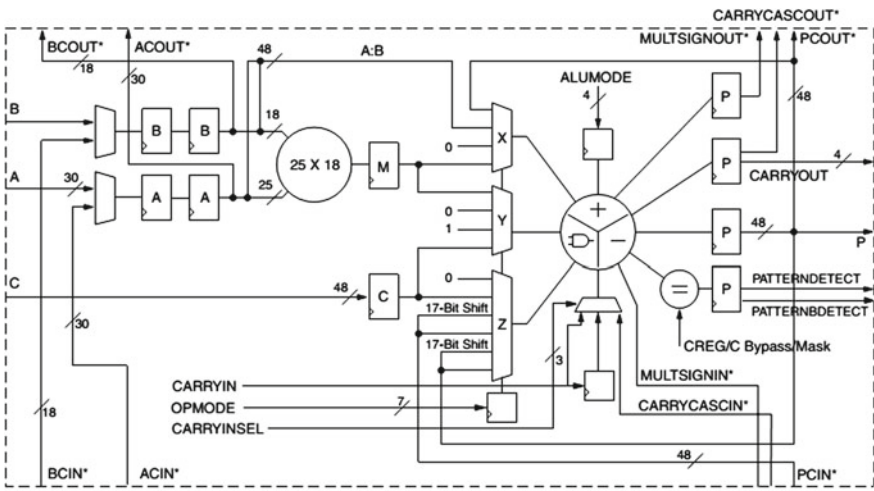 CARRYCASCOUT*
BCOUT* ACOUT* MULTSIGNOUT* PCOUT*
48 A:B
18 30 ALUMODE
B 4 P 48
18 X
B B 0
30 25 X 18 M P 4
A 25 CARRYOUT
A A 0 Y +
1 - P 48
P
0 PATTERNDETECT
C 48 C = P
17-Bit Shift Z PATTERNBDETECT
30 17-Bit Shift CREG/C Bypass/Mask
3
CARRYIN MULTSIGNIN*
18 OPMODE 7 CARRYCASCIN*
CARRYINSEL
48
BCIN* ACIN* PCIN*